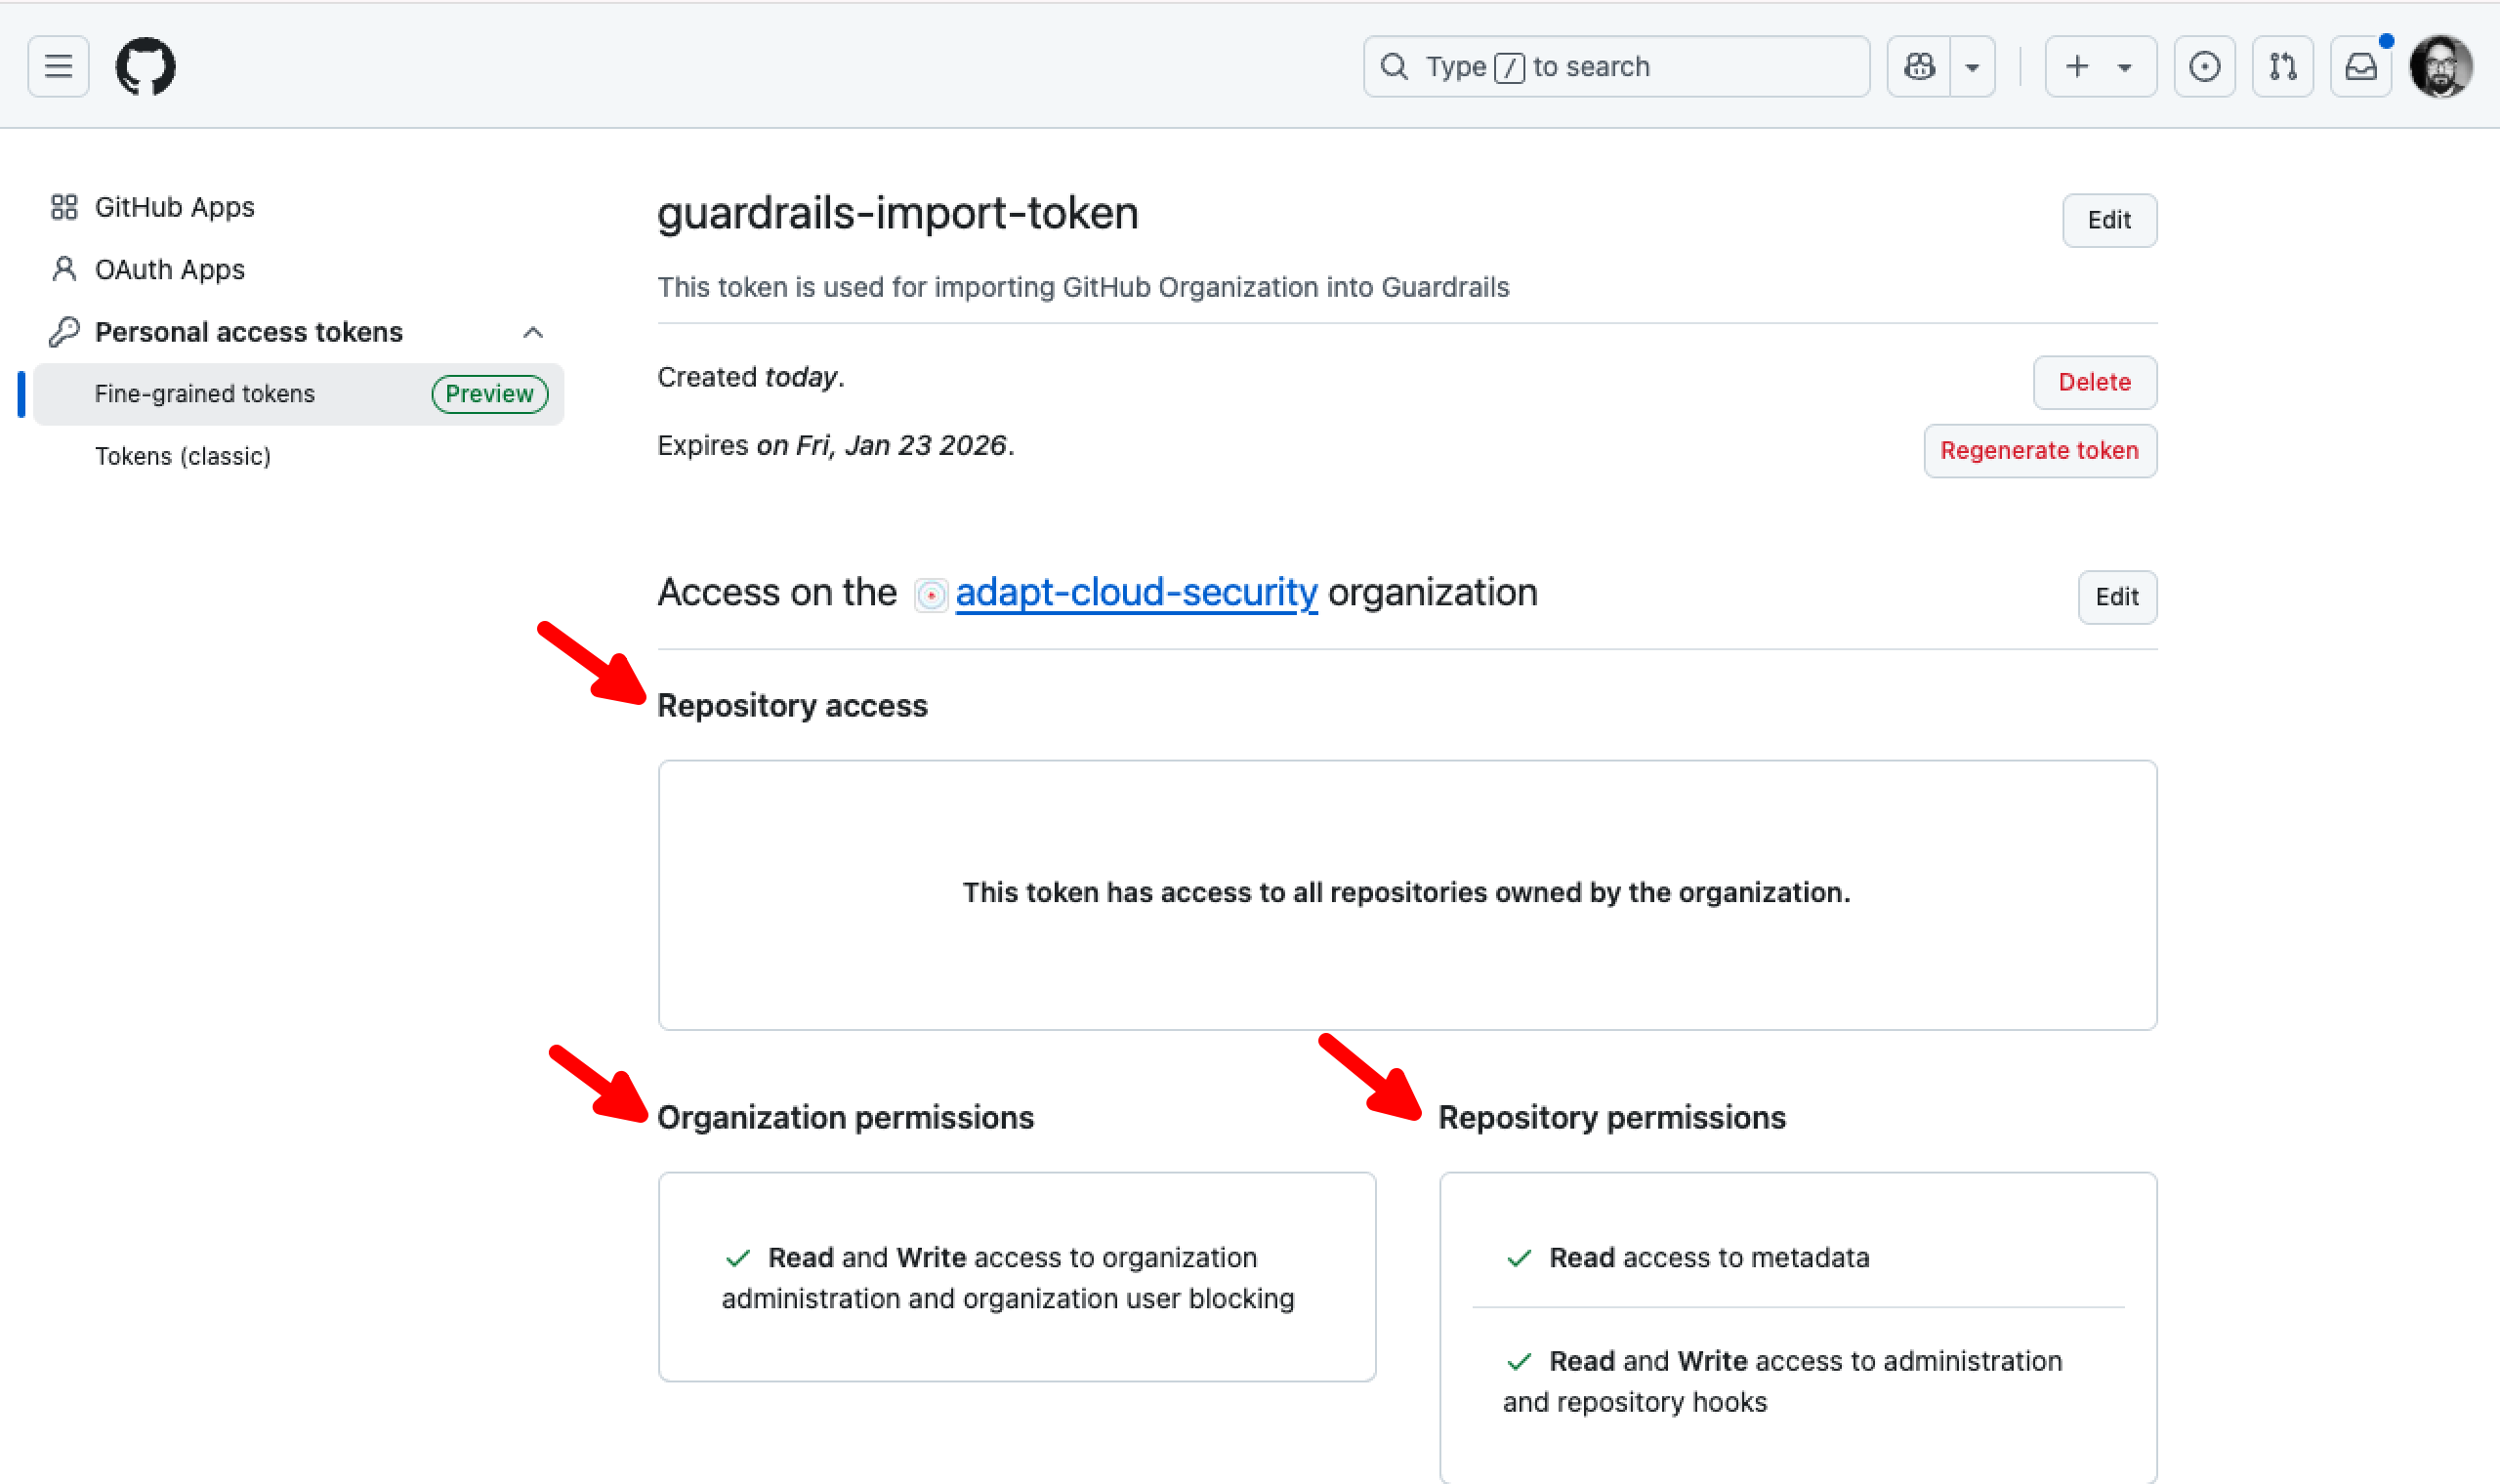 Type / to search
GitHub Apps
OAuth Apps
Personal access tokens
Fine-grained tokens Preview
Tokens (classic)
guardrails-import-token Edit
This token is used for importing GitHub Organization into Guardrails
Created today. Delete
Expires on Fri, Jan 23 2026. Regenerate token
Access on the adapt-cloud-security organization Edit
Repository access
This token has access to all repositories owned by the organization.
Organization permissions
Read and Write access to organization
administration and organization user blocking
Repository permissions
Read access to metadata
Read and Write access to administration
and repository hooks